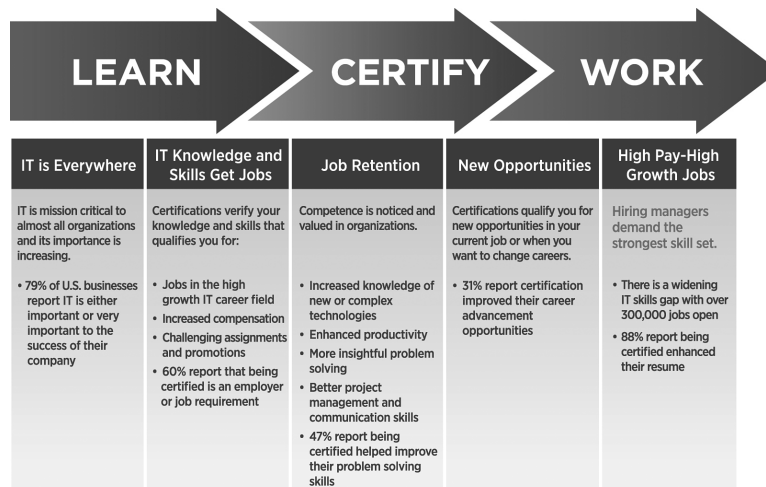 LEARN
CERTIFY
WORK
IT is Everywhere
IT is mission critical to
almost all organizations
and its importance is
increasing.
• 79% of U.S. businesses
report IT is either
important or very
important to the
success of their
company
IT Knowledge and
Skills Get Jobs
Certifications verify your
knowledge and skills that
qualifies you for:
• Jobs in the high
growth IT career field
• Increased compensation
• Challenging assignments
and promotions
• 60% report that being
certified is an employer
or job requirement
Job Retention
Competence is noticed and
valued in organizations.
• Increased knowledge of
new or complex
technologies
• Enhanced productivity
• More insightful problem
solving
• Better project
management and
communication skills
• 47% report being
certified helped improve
their problem solving
skills
New Opportunities
Certifications qualify you for
new opportunities in your
current job or when you
want to change careers.
• 31% report certification
improved their career
advancement
opportunities
High Pay-High
Growth Jobs
Hiring managers
demand the
strongest skill set.
• There is a widening
IT skills gap with over
300,000 jobs open
• 88% report being
certified enhanced
their resume